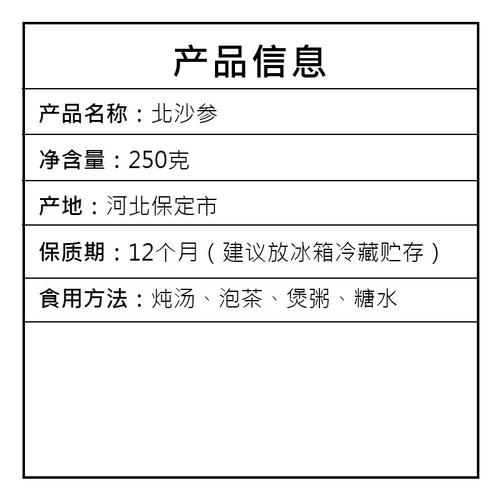 产品信息
产品名称：北沙参
净含量：250克
产地：河北保定市
保质期：12个月（建议放冰箱冷藏贮存）
食用方法：炖汤、泡茶、煲粥、糖水